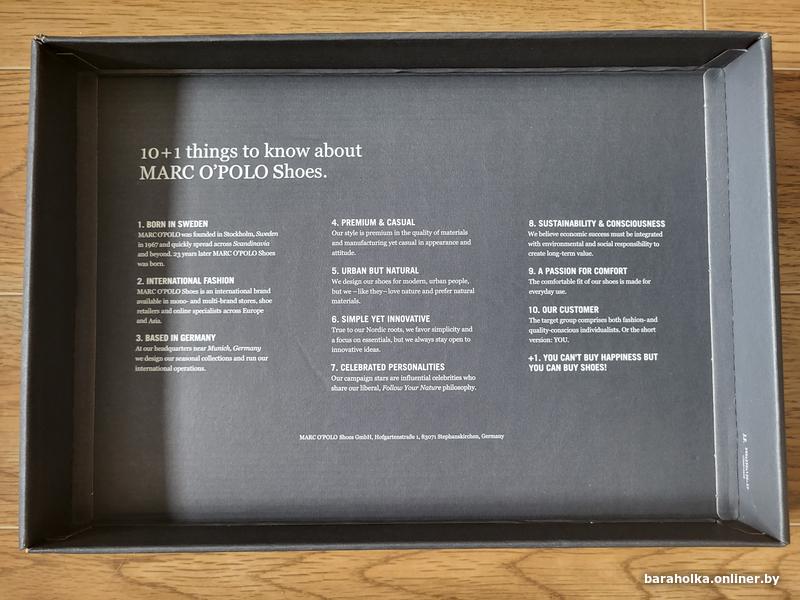 10+1 things to know about
MARC O'POLO Shoes.
1. BORN IN SWEDEN
MARC O'POLO was founded in Stockholm, Sweden
in 1967 and quickly spread across Scandinavia
and beyond. 23 years later MARC O'POLO Shoes
was born.
2. INTERNATIONAL FASHION
MARC O'POLO Shoes is an international brand
available in mono- and multi-brand stores, shoe
retailers and online specialists across Europe
and Asia.
3. BASED IN GERMANY
At our headquarters near Munich, Germany
we design our seasonal collections and run our
international operations.
4. PREMIUM & CASUAL
Our style is premium in the quality of materials
and manufacturing yet casual in appearance and
attitude.
5. URBAN BUT NATURAL
We design our shoes for modern, urban people,
but we – like they – love nature and prefer natural
materials.
6. SIMPLE YET INNOVATIVE
True to our Nordic roots, we favor simplicity and
a focus on essentials, but we always stay open to
innovative ideas.
7. CELEBRATED PERSONALITIES
Our campaign stars are influential celebrities who
share our liberal, Follow Your Nature philosophy.
8. SUSTAINABILITY & CONSCIOUSNESS
We believe economic success must be integrated
with environmental and social responsibility to
create long-term value.
9. A PASSION FOR COMFORT
The comfortable fit of our shoes is made for
everyday use.
10. OUR CUSTOMER
The target group comprises both fashion- and
quality-conscious individualists. Or the short
version: YOU.
+1. YOU CAN'T BUY HAPPINESS BUT
YOU CAN BUY SHOES!
MARC O'POLO Shoes GmbH, Hofgartenstraße 1, 83071 Stephanskirchen, Germany
baraholka.onliner.by